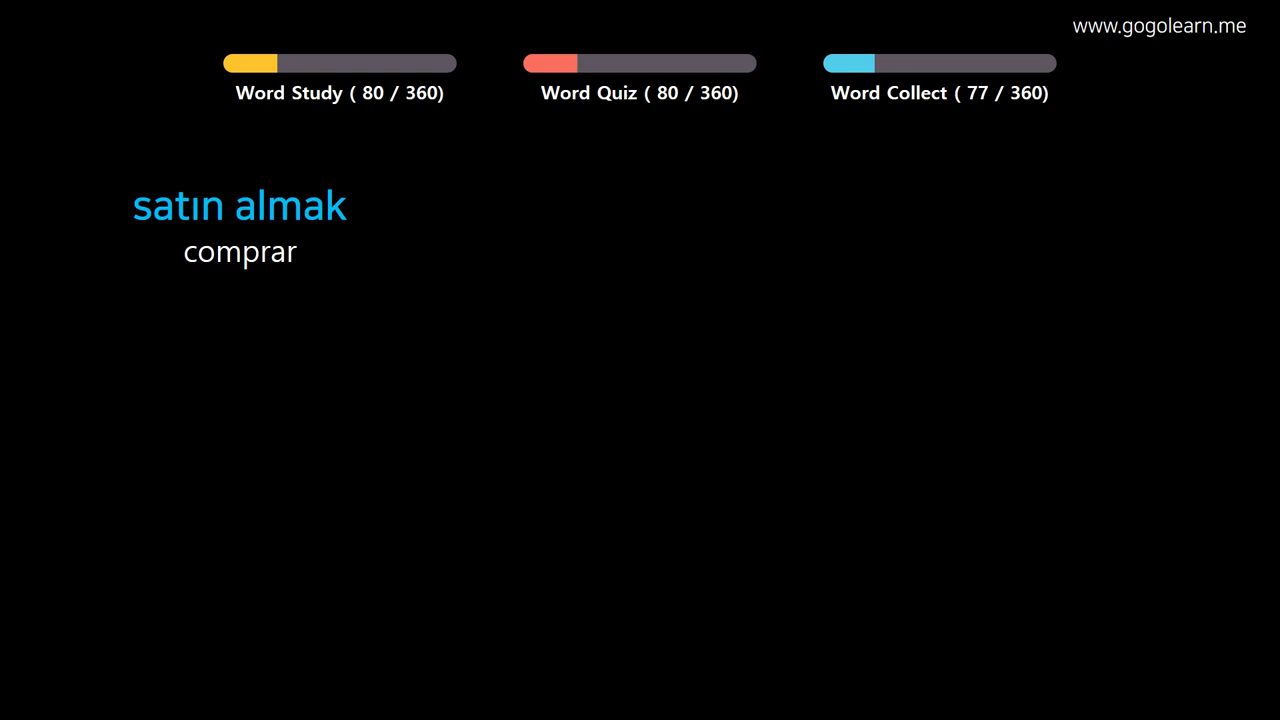 www.gogolearn.me
Word Study ( 80 / 360)
Word Quiz ( 80 / 360)
Word Collect ( 77 / 360)
satın almak
comprar